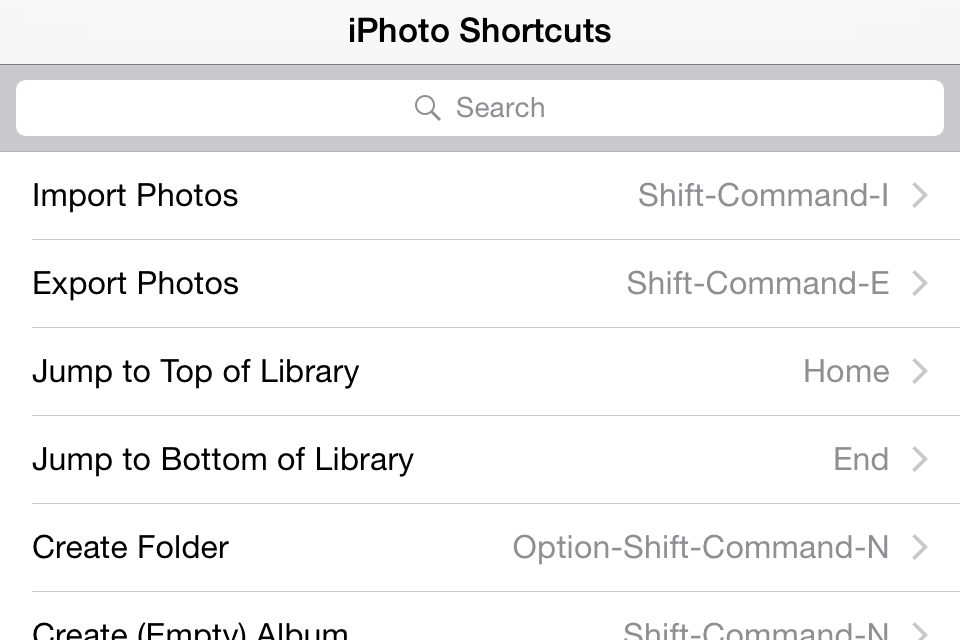 iPhoto Shortcuts
Search
Import Photos Shift-Command-I
Export Photos Shift-Command-E
Jump to Top of Library Home
Jump to Bottom of Library End
Create Folder Option-Shift-Command-N
Create (Empty) Album Shift-Command-N